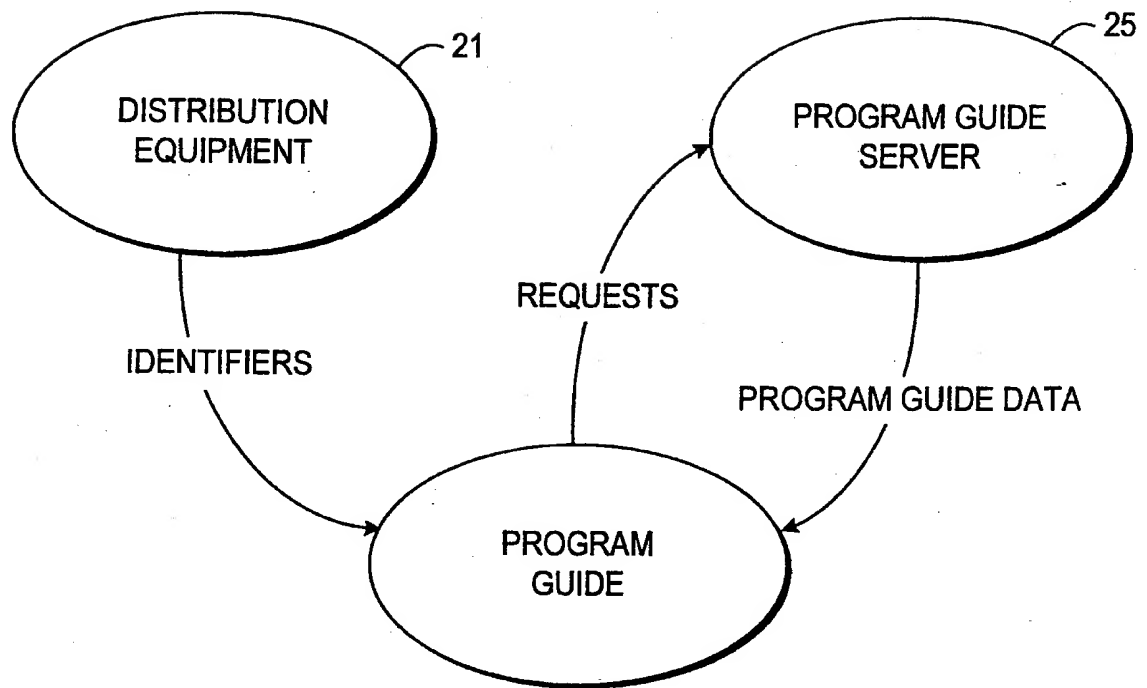 21
25
DISTRIBUTION
EQUIPMENT
PROGRAM GUIDE
SERVER
REQUESTS
IDENTIFIERS
PROGRAM GUIDE DATA
PROGRAM
GUIDE